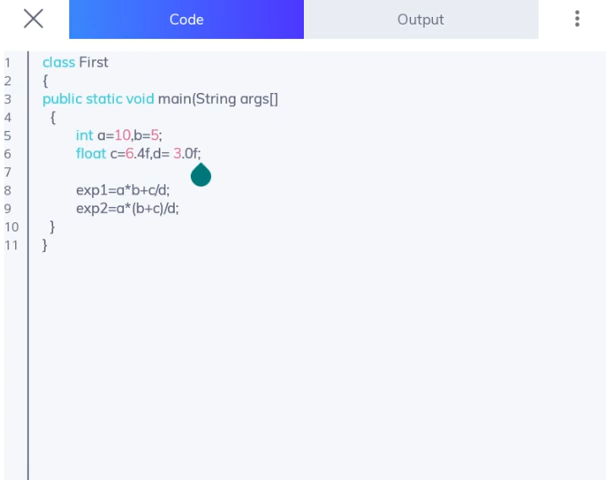 Code
Output
1 class First
2 {
3 public static void main(String args[]
4 {
5 int a=10,b=5;
6 float c=6.4f,d= 3.0f;
7
8 exp1=a*b+c/d;
9 exp2=a*(b+c)/d;
10 }
11 }